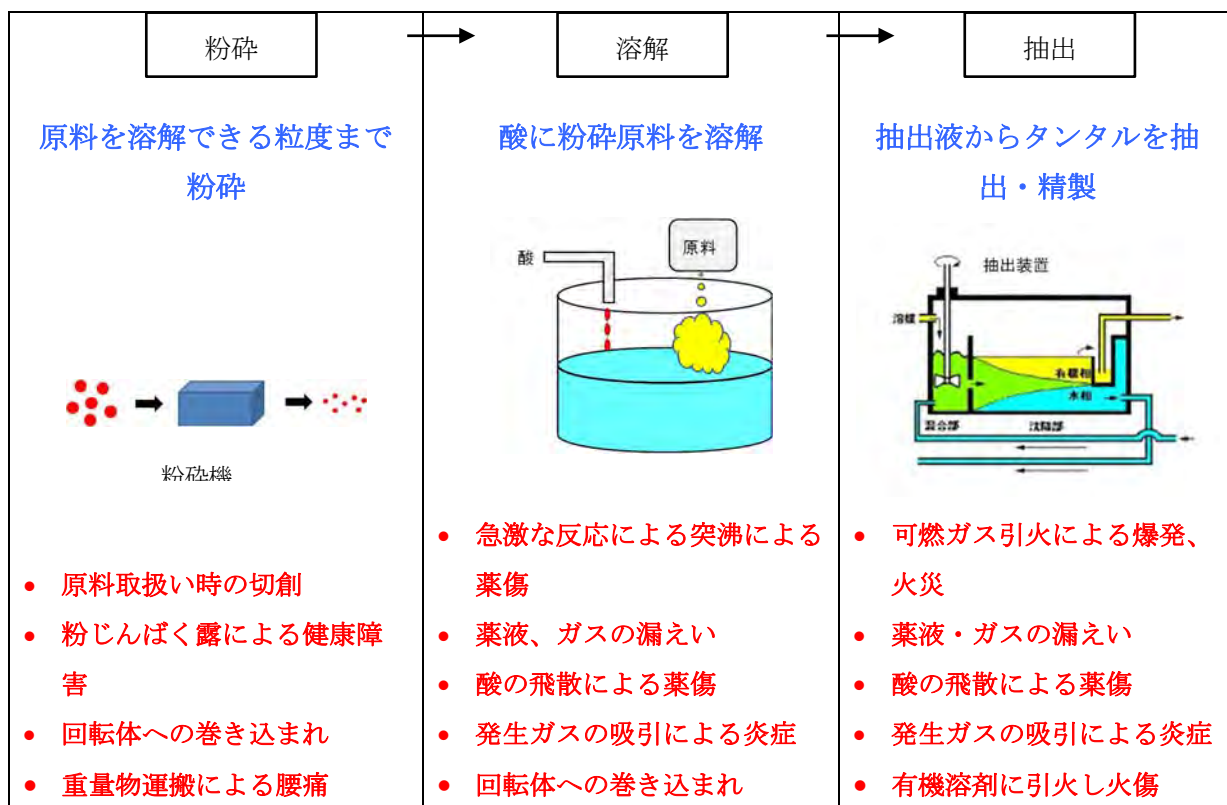 粉砕
原料を溶解できる粒度まで
粉砕
粉砕機
• 原料取扱い時の切創
• 粉じんばく露による健康障
害
• 回転体への巻き込まれ
• 重量物運搬による腰痛
溶解
酸に粉砕原料を溶解
酸
原料
• 急激な反応による突沸による
薬傷
• 薬液、ガスの漏えい
• 酸の飛散による薬傷
• 発生ガスの吸引による炎症
• 回転体への巻き込まれ
抽出
抽出液からタンタルを抽
出・精製
抽出装置
溶媒
有機相
水相
混合部
沈降部
• 可燃ガス引火による爆発、
火災
• 薬液・ガスの漏えい
• 酸の飛散による薬傷
• 発生ガスの吸引による炎症
• 有機溶剤に引火し火傷